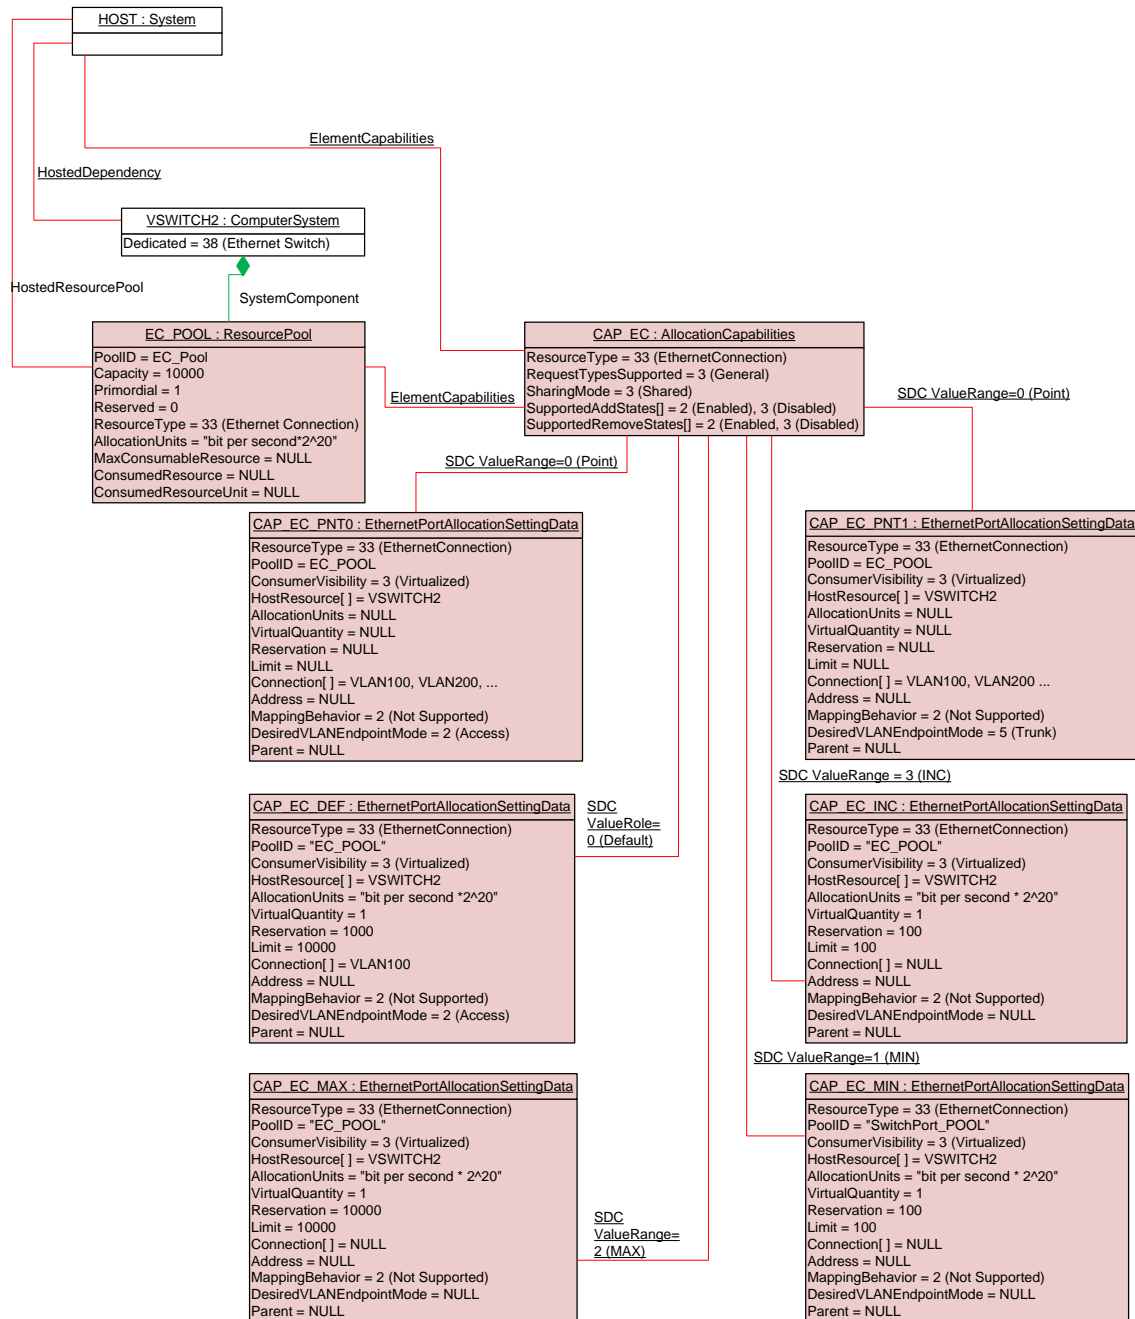 HOST : System
ElementCapabilities
HostedDependency
VSWITCH2 : ComputerSystem
Dedicated = 38 (Ethernet Switch)
HostedResourcePool
SystemComponent
EC_POOL : ResourcePool
PoolID = EC_Pool
Capacity = 10000
Primordial = 1
Reserved = 0
ResourceType = 33 (Ethernet Connection)
AllocationUnits = "bit per second*2^20"
MaxConsumableResource = NULL
ConsumedResource = NULL
ConsumedResourceUnit = NULL
ElementCapabilities
CAP_EC : AllocationCapabilities
ResourceType = 33 (EthernetConnection)
RequestTypesSupported = 3 (General)
SharingMode = 3 (Shared)
SupportedAddStates[] = 2 (Enabled), 3 (Disabled)
SupportedRemoveStates[] = 2 (Enabled, 3 (Disabled)
SDC ValueRange=0 (Point)
SDC ValueRange=0 (Point)
CAP_EC_PNT0 : EthernetPortAllocationSettingData
ResourceType = 33 (EthernetConnection)
PoolID = EC_POOL
ConsumerVisibility = 3 (Virtualized)
HostResource[ ] = VSWITCH2
AllocationUnits = NULL
VirtualQuantity = NULL
Reservation = NULL
Limit = NULL
Connection[ ] = VLAN100, VLAN200, ...
Address = NULL
MappingBehavior = 2 (Not Supported)
DesiredVLANEndpointMode = 2 (Access)
Parent = NULL
CAP_EC_PNT1 : EthernetPortAllocationSettingData
ResourceType = 33 (EthernetConnection)
PoolID = EC_POOL
ConsumerVisibility = 3 (Virtualized)
HostResource[ ] = VSWITCH2
AllocationUnits = NULL
VirtualQuantity = NULL
Reservation = NULL
Limit = NULL
Connection[ ] = VLAN100, VLAN200 ...
Address = NULL
MappingBehavior = 2 (Not Supported)
DesiredVLANEndpointMode = 5 (Trunk)
Parent = NULL
SDC ValueRange = 3 (INC)
CAP_EC_DEF : EthernetPortAllocationSettingData
ResourceType = 33 (EthernetConnection)
PoolID = "EC_POOL"
ConsumerVisibility = 3 (Virtualized)
HostResource[ ] = VSWITCH2
AllocationUnits = "bit per second *2^20"
VirtualQuantity = 1
Reservation = 1000
Limit = 10000
Connection[ ] = VLAN100
Address = NULL
MappingBehavior = 2 (Not Supported)
DesiredVLANEndpointMode = 2 (Access)
Parent = NULL
SDC
ValueRole=
0 (Default)
CAP_EC_INC : EthernetPortAllocationSettingData
ResourceType = 33 (EthernetConnection)
PoolID = "EC_POOL"
ConsumerVisibility = 3 (Virtualized)
HostResource[ ] = VSWITCH2
AllocationUnits = "bit per second * 2^20"
VirtualQuantity = 1
Reservation = 100
Limit = 100
Connection[ ] = NULL
Address = NULL
MappingBehavior = 2 (Not Supported)
DesiredVLANEndpointMode = NULL
Parent = NULL
SDC ValueRange=1 (MIN)
CAP_EC_MAX : EthernetPortAllocationSettingData
ResourceType = 33 (EthernetConnection)
PoolID = "EC_POOL"
ConsumerVisibility = 3 (Virtualized)
HostResource[ ] = VSWITCH2
AllocationUnits = "bit per second * 2^20"
VirtualQuantity = 1
Reservation = 10000
Limit = 10000
Connection[ ] = NULL
Address = NULL
MappingBehavior = 2 (Not Supported)
DesiredVLANEndpointMode = NULL
Parent = NULL
SDC
ValueRange=
2 (MAX)
CAP_EC_MIN : EthernetPortAllocationSettingData
ResourceType = 33 (EthernetConnection)
PoolID = "SwitchPort_POOL"
ConsumerVisibility = 3 (Virtualized)
HostResource[ ] = VSWITCH2
AllocationUnits = "bit per second * 2^20"
VirtualQuantity = 1
Reservation = 100
Limit = 100
Connection[ ] = NULL
Address = NULL
MappingBehavior = 2 (Not Supported)
DesiredVLANEndpointMode = NULL
Parent = NULL